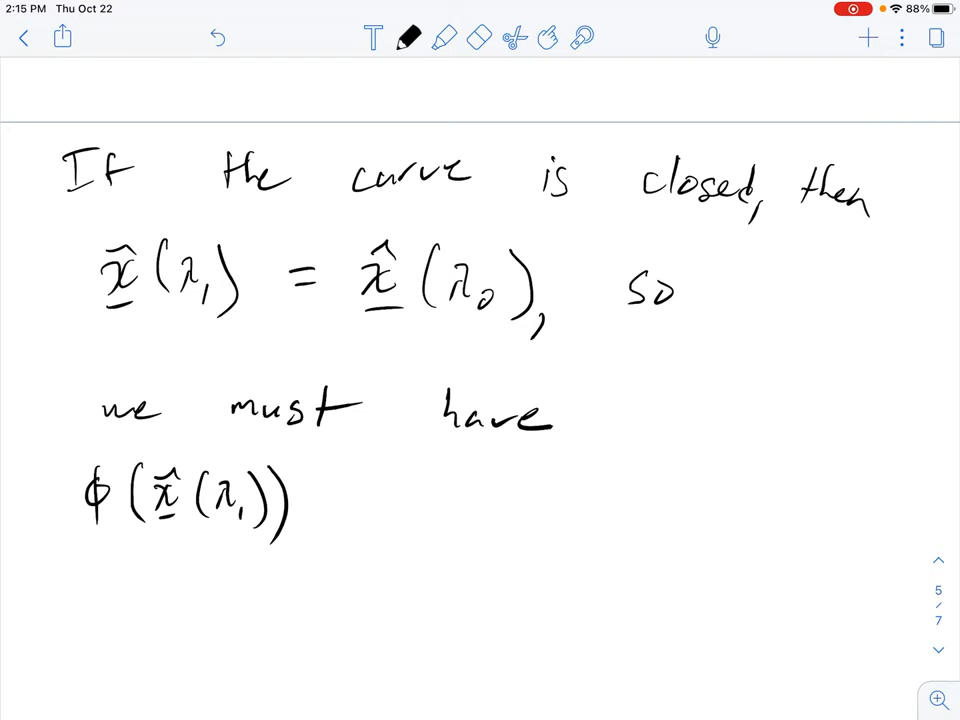 2:15 PM Thu Oct 22 88%
T
If the curve is closed, then
x̂(λ₁) = x̂(λ₀), so
we must have
ϕ(x̂(λ₁))
5
/
7